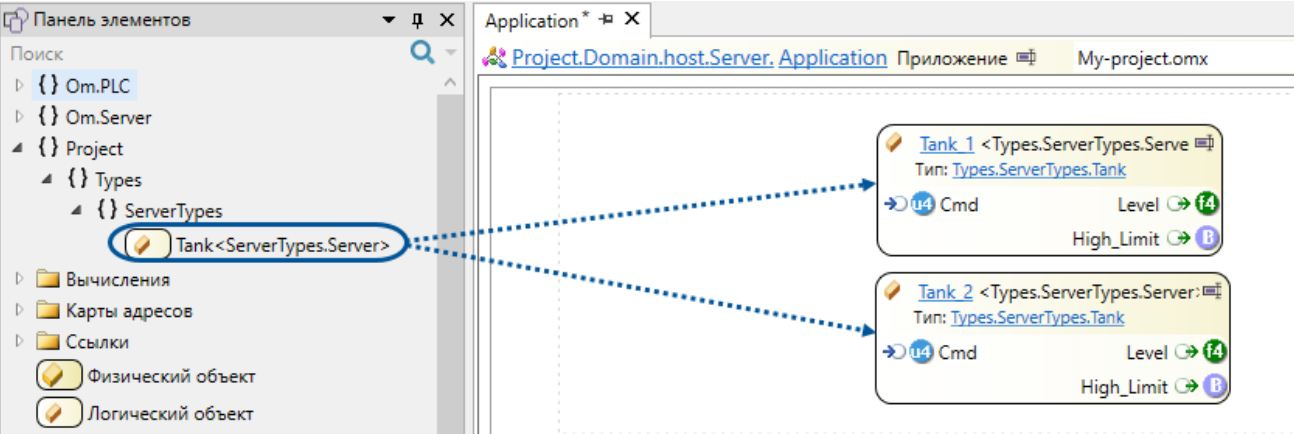 Панель элементов
Поиск
{} Om.PLC
{} Om.Server
{} Project
{} Types
{} ServerTypes
Tank<ServerTypes.Server>
Вычисления
Карты адресов
Ссылки
Физический объект
Логический объект
Application*
Project.Domain.host.Server. Application Приложение My-project.omx
Tank_1 <Types.ServerTypes.Serve
Тип: Types.ServerTypes.Tank
u4 Cmd Level f4
High_Limit B
Tank_2 <Types.ServerTypes.Server>
Тип: Types.ServerTypes.Tank
u4 Cmd Level f4
High_Limit B